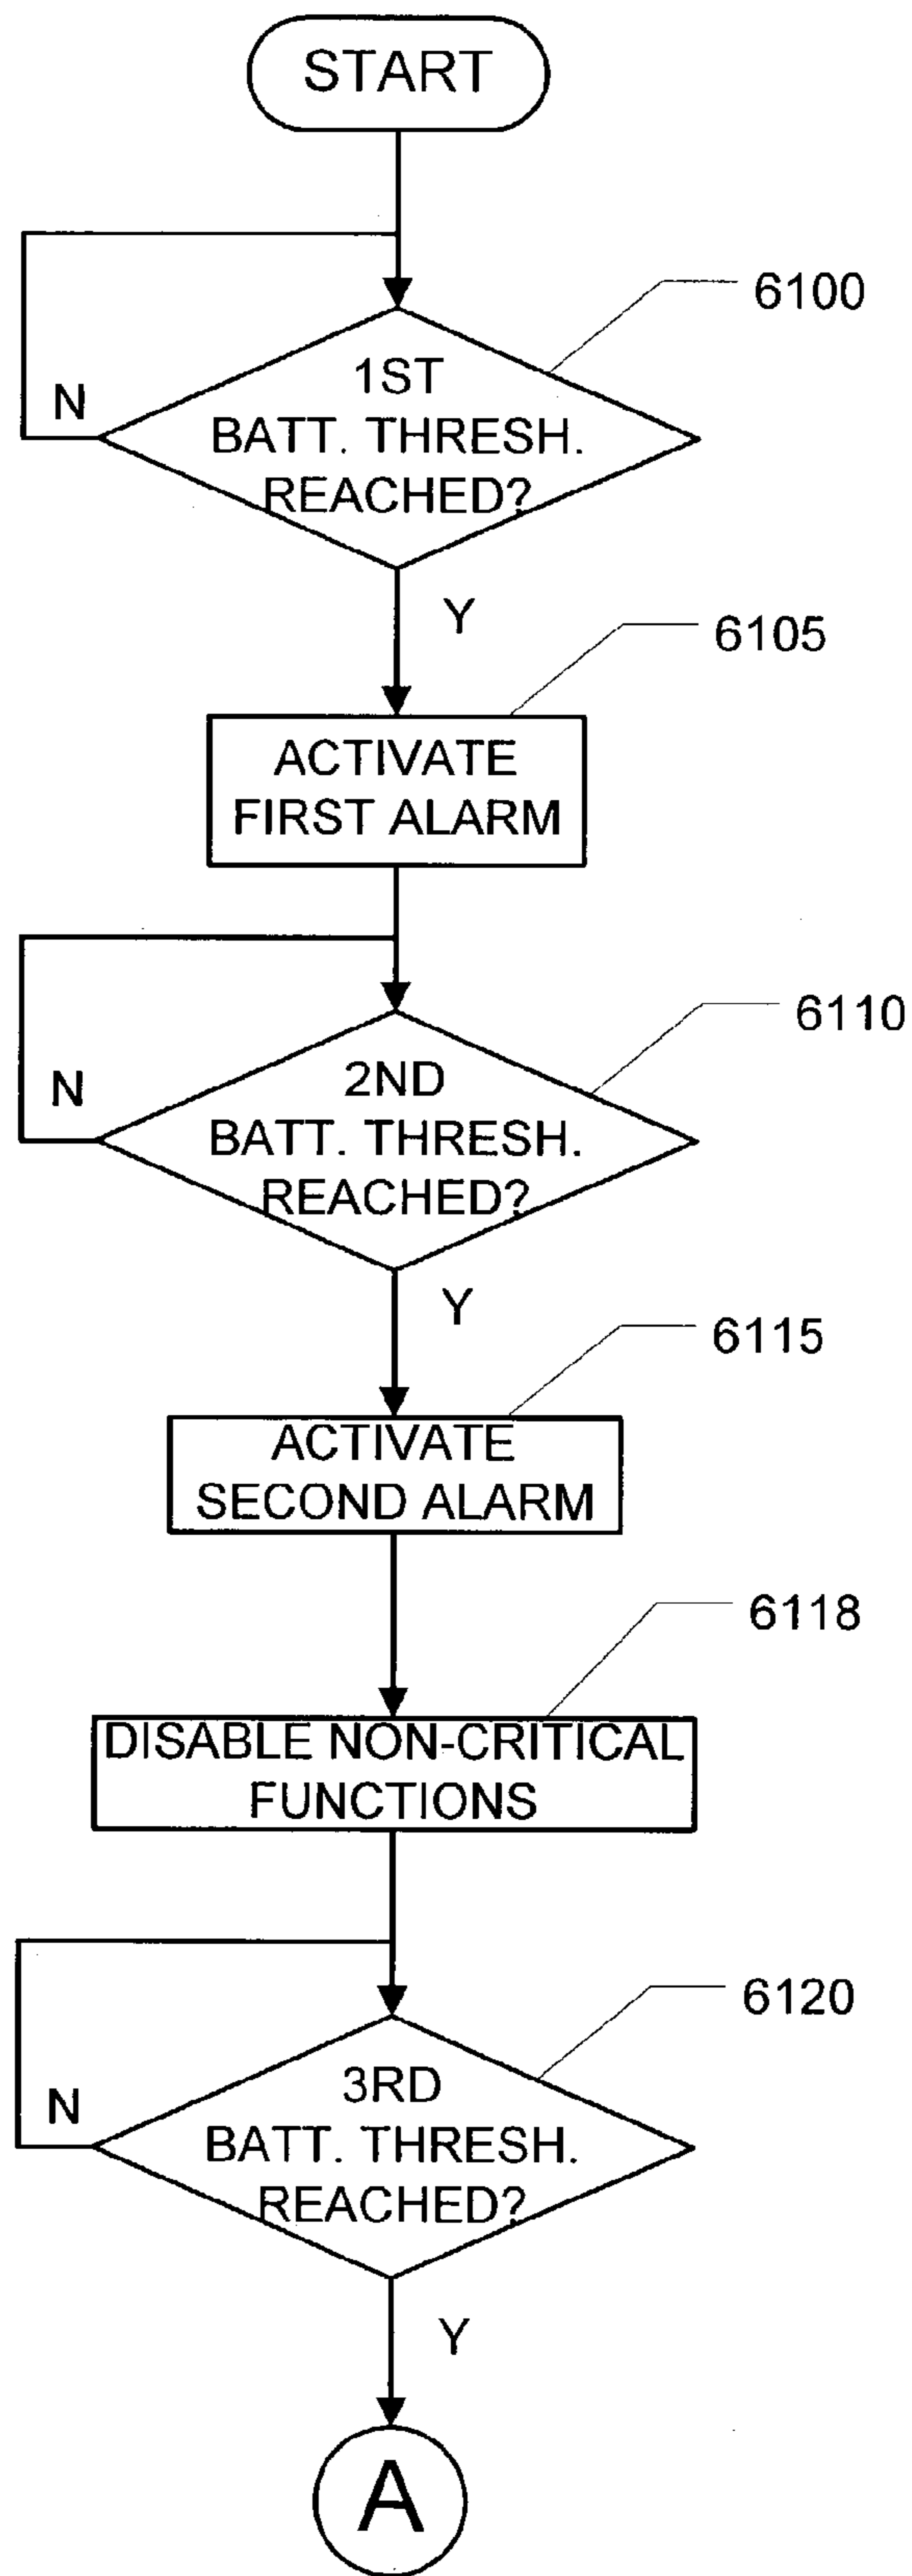 START
6100
1ST
BATT. THRESH.
REACHED?
N
Y
6105
ACTIVATE
FIRST ALARM
6110
2ND
BATT. THRESH.
REACHED?
N
Y
6115
ACTIVATE
SECOND ALARM
6118
DISABLE NON-CRITICAL
FUNCTIONS
6120
3RD
BATT. THRESH.
REACHED?
N
Y
A